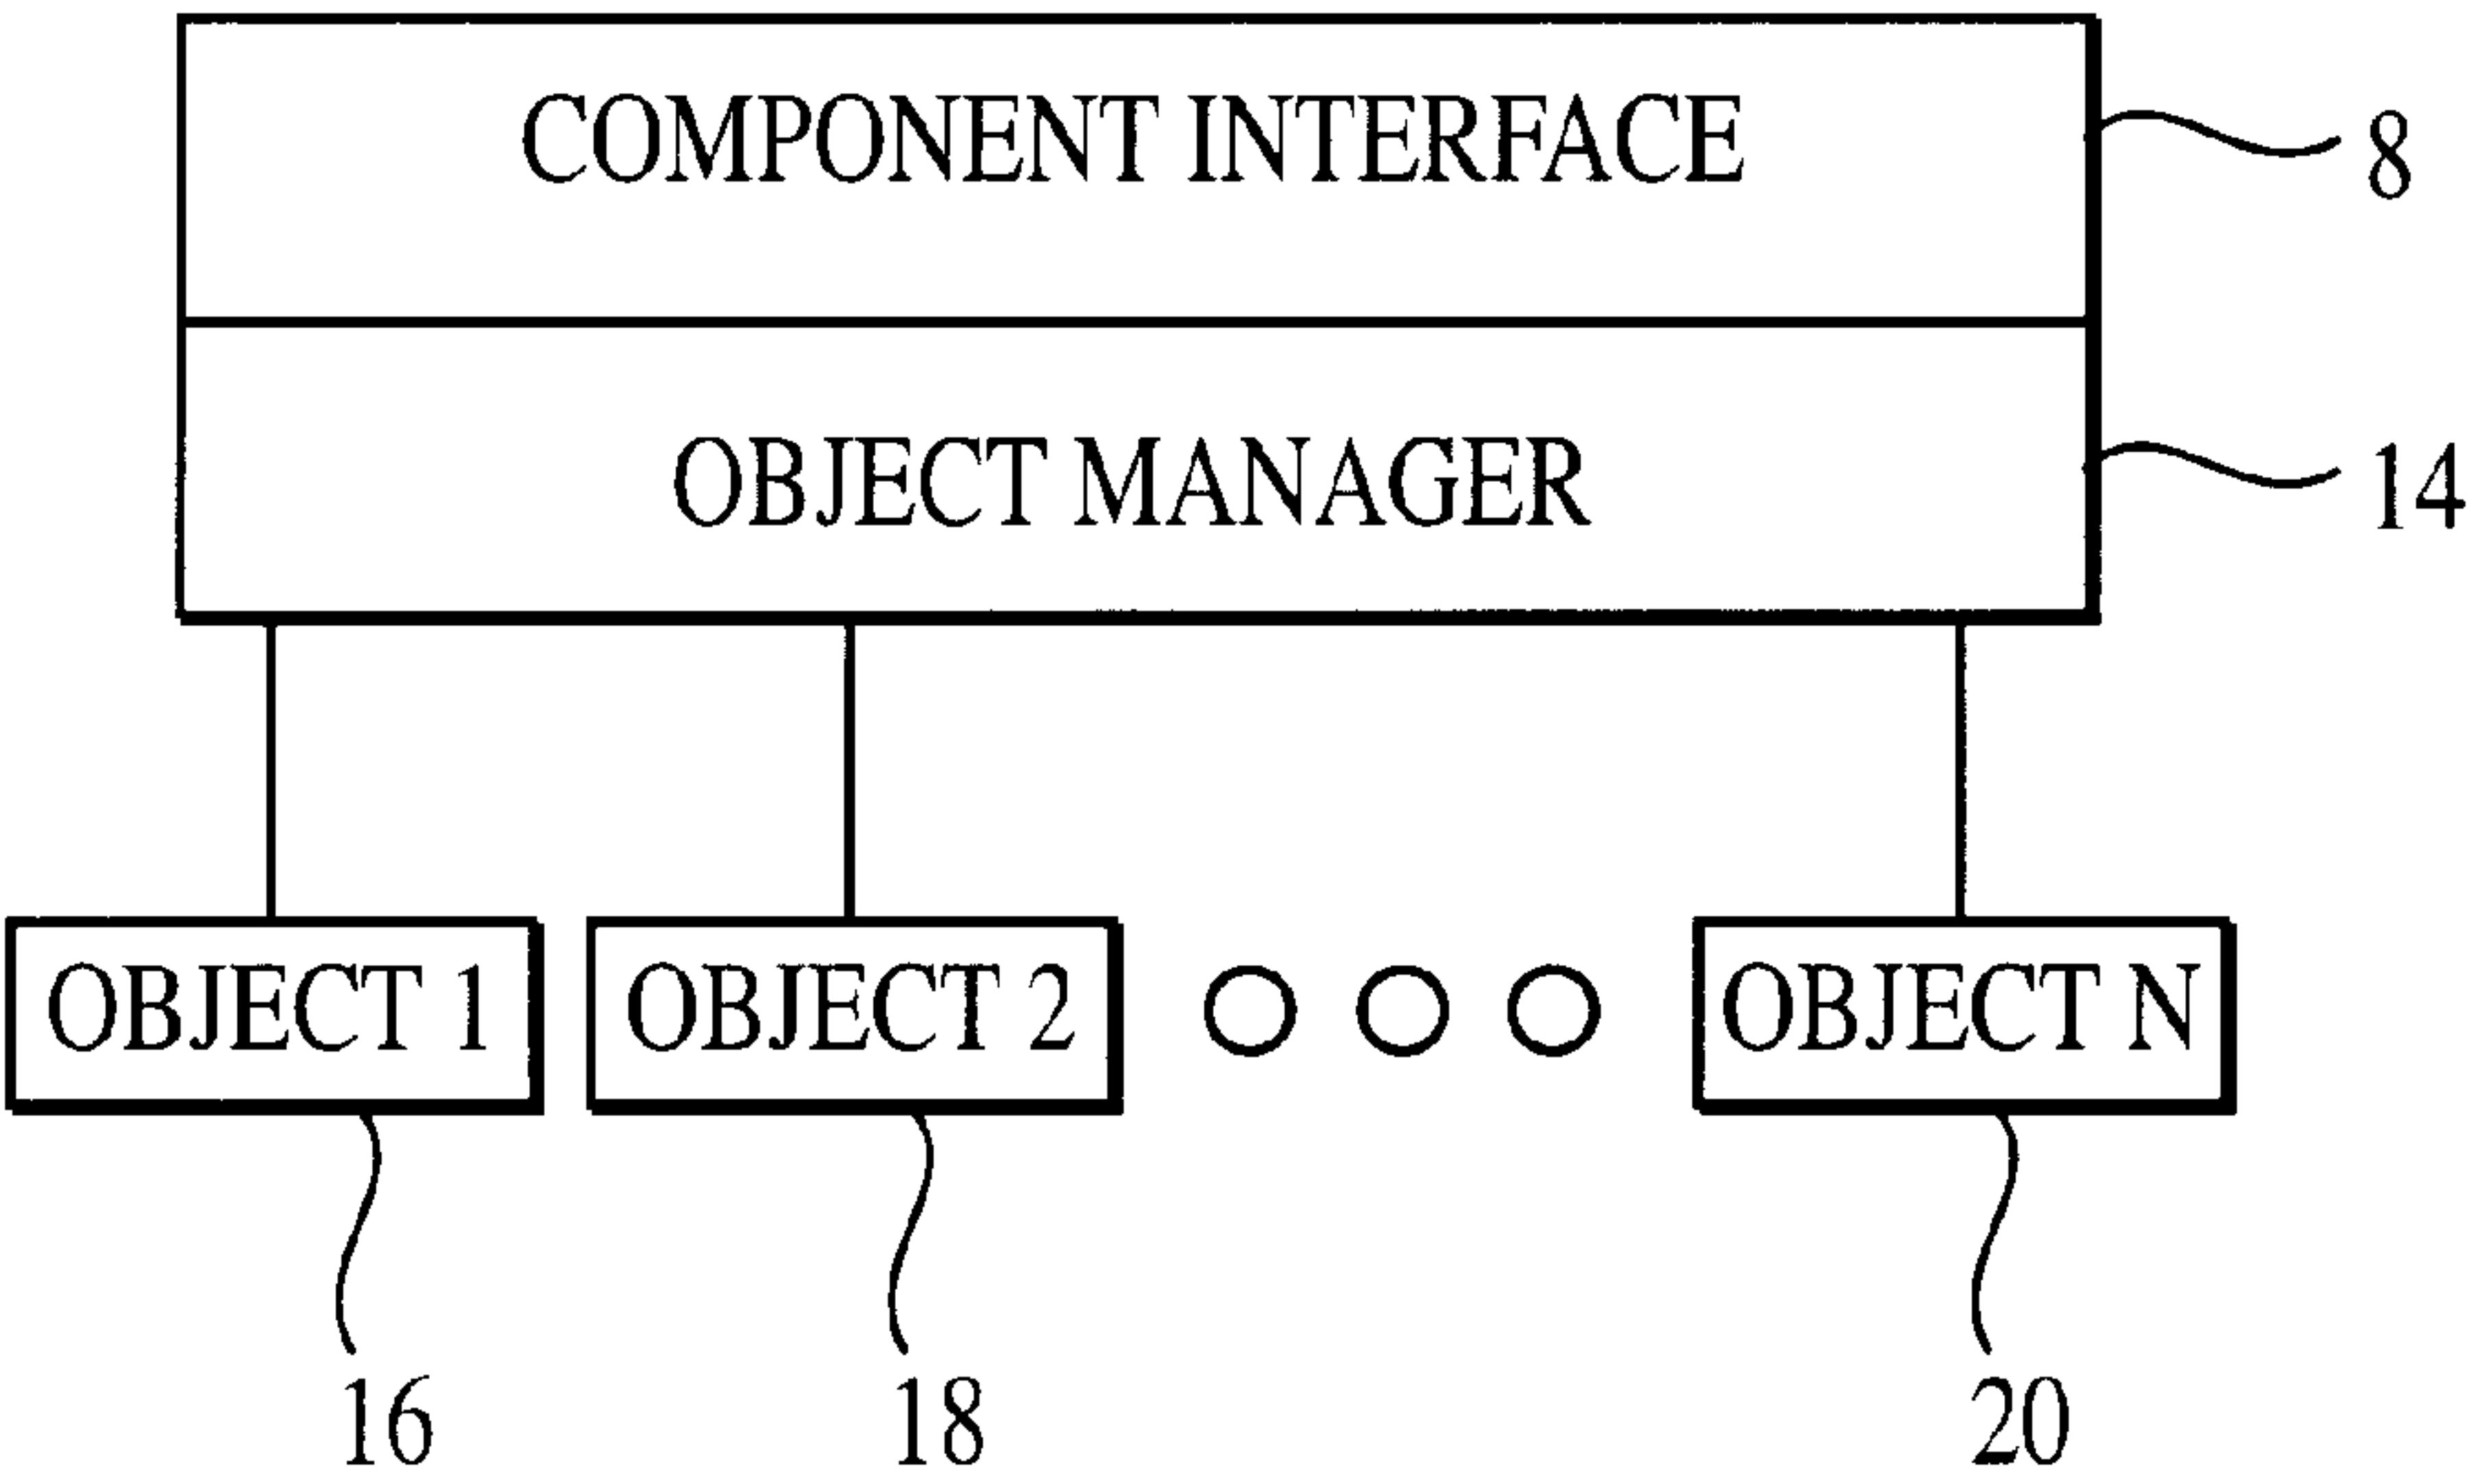 COMPONENT INTERFACE
8
OBJECT MANAGER
14
OBJECT 1
OBJECT 2
OBJECT N
16
18
20